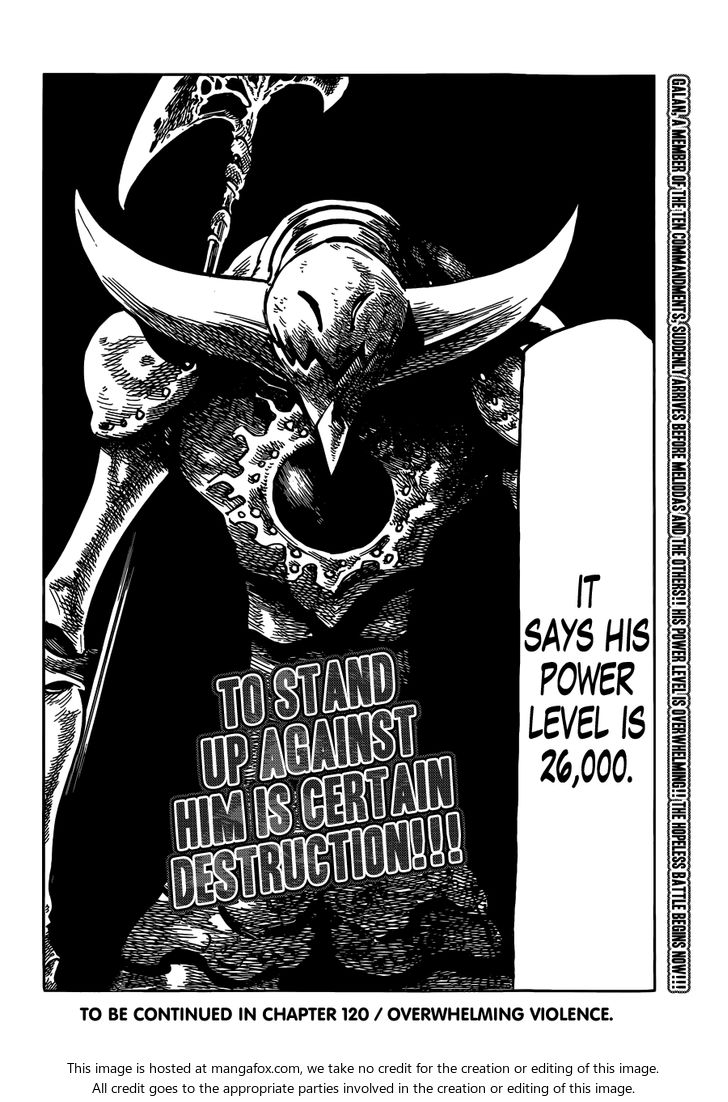 GALAN, A MEMBER OF THE TEN COMMANDMENTS, SUDDENLY ARRIVES BEFORE MELIODAS AND THE OTHERS!! HIS POWER LEVEL IS OVERWHELMING!! THE HOPELESS BATTLE BEGINS NOW!!!
IT
SAYS HIS
POWER
LEVEL IS
26,000.
TO STAND
UP AGAINST
HIM IS CERTAIN
DESTRUCTION!!!
TO BE CONTINUED IN CHAPTER 120 / OVERWHELMING VIOLENCE.
This image is hosted at mangafox.com, we take no credit for the creation or editing of this image.
All credit goes to the appropriate parties involved in the creation or editing of this image.